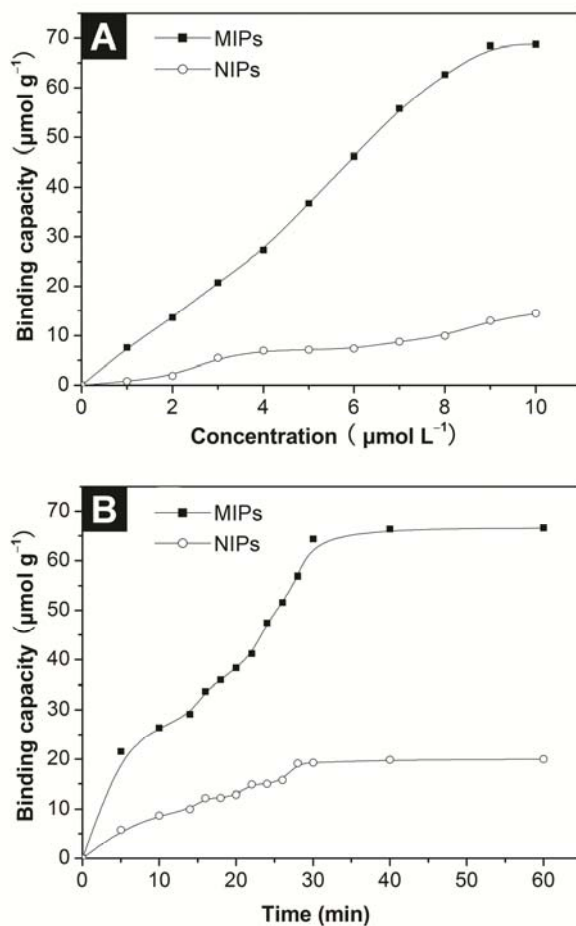 A
MIPs
NIPs
Binding capacity (μmol g⁻¹)
70
60
50
40
30
20
10
0
0 2 4 6 8 10
Concentration ( μmol L⁻¹)
B
MIPs
NIPs
Binding capacity (μmol g⁻¹)
70
60
50
40
30
20
10
0
0 10 20 30 40 50 60
Time (min)